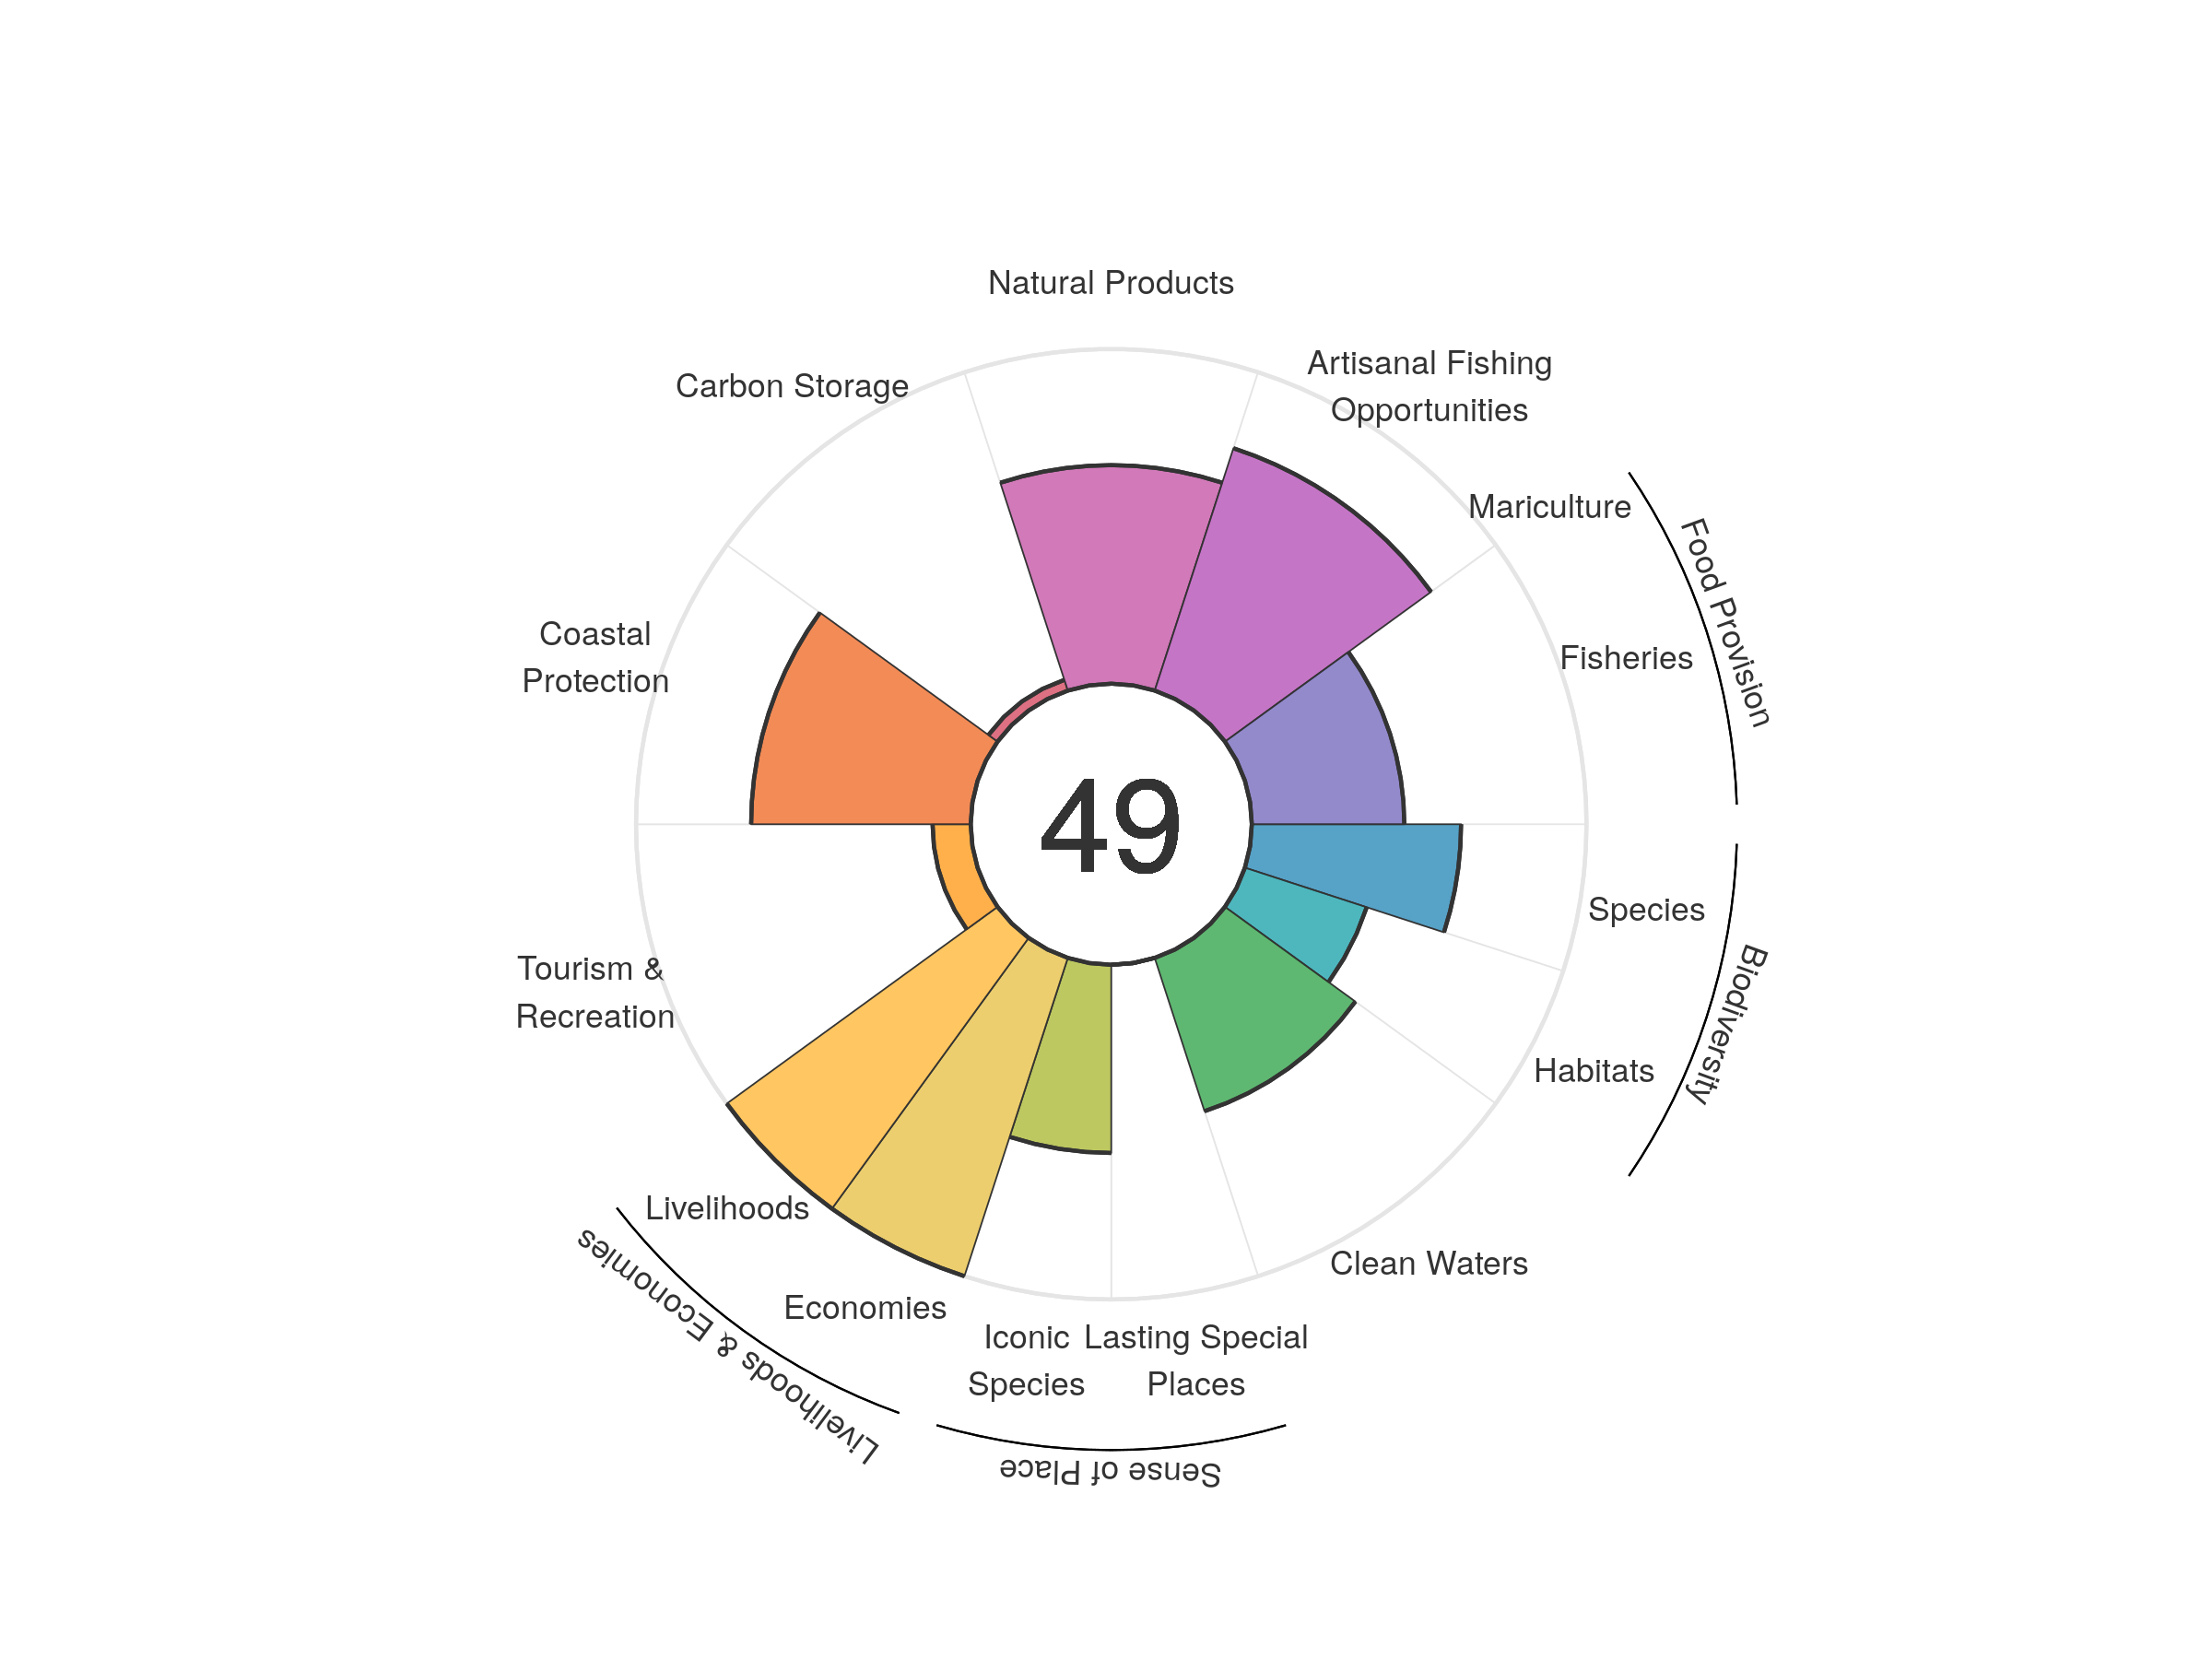 Natural Products
Artisanal Fishing
Opportunities
Carbon Storage
Mariculture
Food Provision
Fisheries
Coastal
Protection
49
Species
Biodiversity
Tourism &
Recreation
Habitats
Livelihoods
Livelihoods & Economies
Clean Waters
Economies
Iconic
Species
Lasting Special
Places
Sense of Place